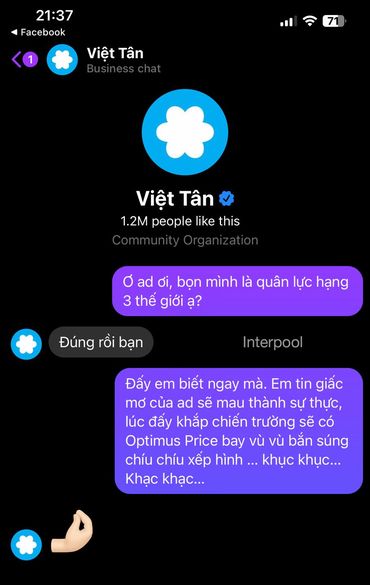 21:37
71
◀ Facebook
1
Việt Tân
Business chat
Việt Tân
1.2M people like this
Community Organization
Ơ ad ơi, bọn mình là quân lực hạng
3 thế giới ạ?
Đúng rồi bạn
Interpool
Đấy em biết ngay mà. Em tin giấc
mơ của ad sẽ mau thành sự thực,
lúc đấy khắp chiến trường sẽ có
Optimus Price bay vù vù bắn súng
chíu chíu xếp hình ... khục khục...
Khạc khạc...